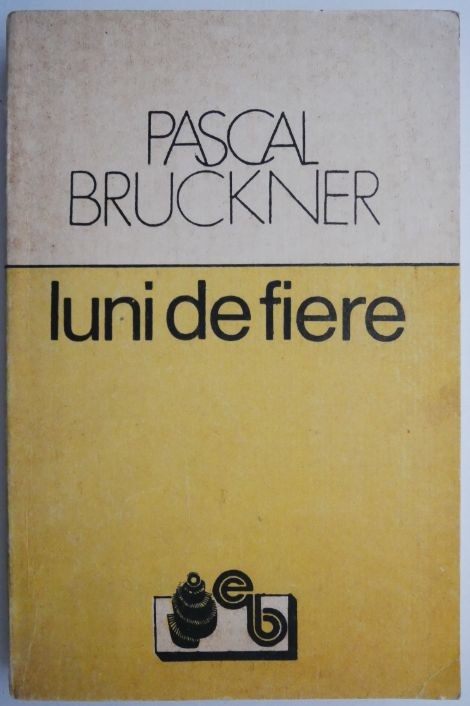 PASCAL
BRUCKNER
luni de fiere
eb